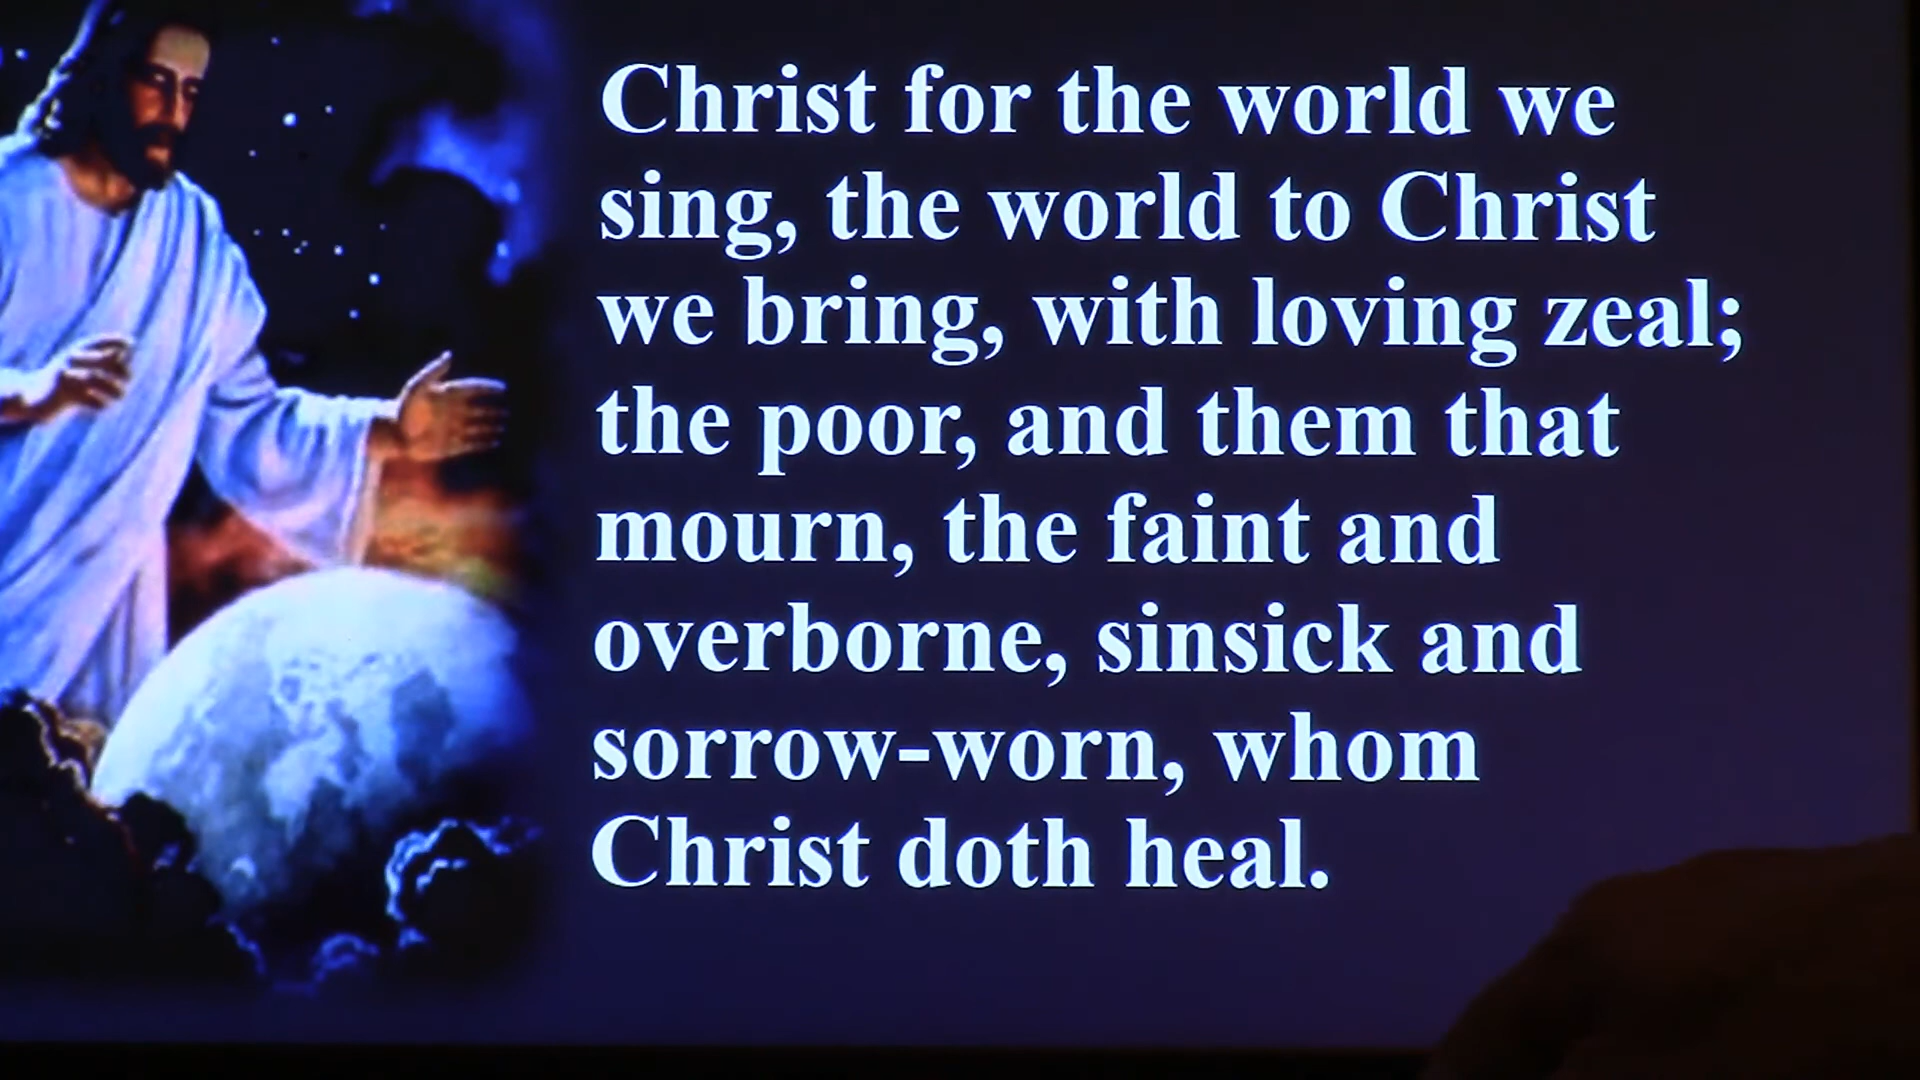 Christ for the world we
sing, the world to Christ
we bring, with loving zeal;
the poor, and them that
mourn, the faint and
overborne, sinsick and
sorrow-worn, whom
Christ doth heal.